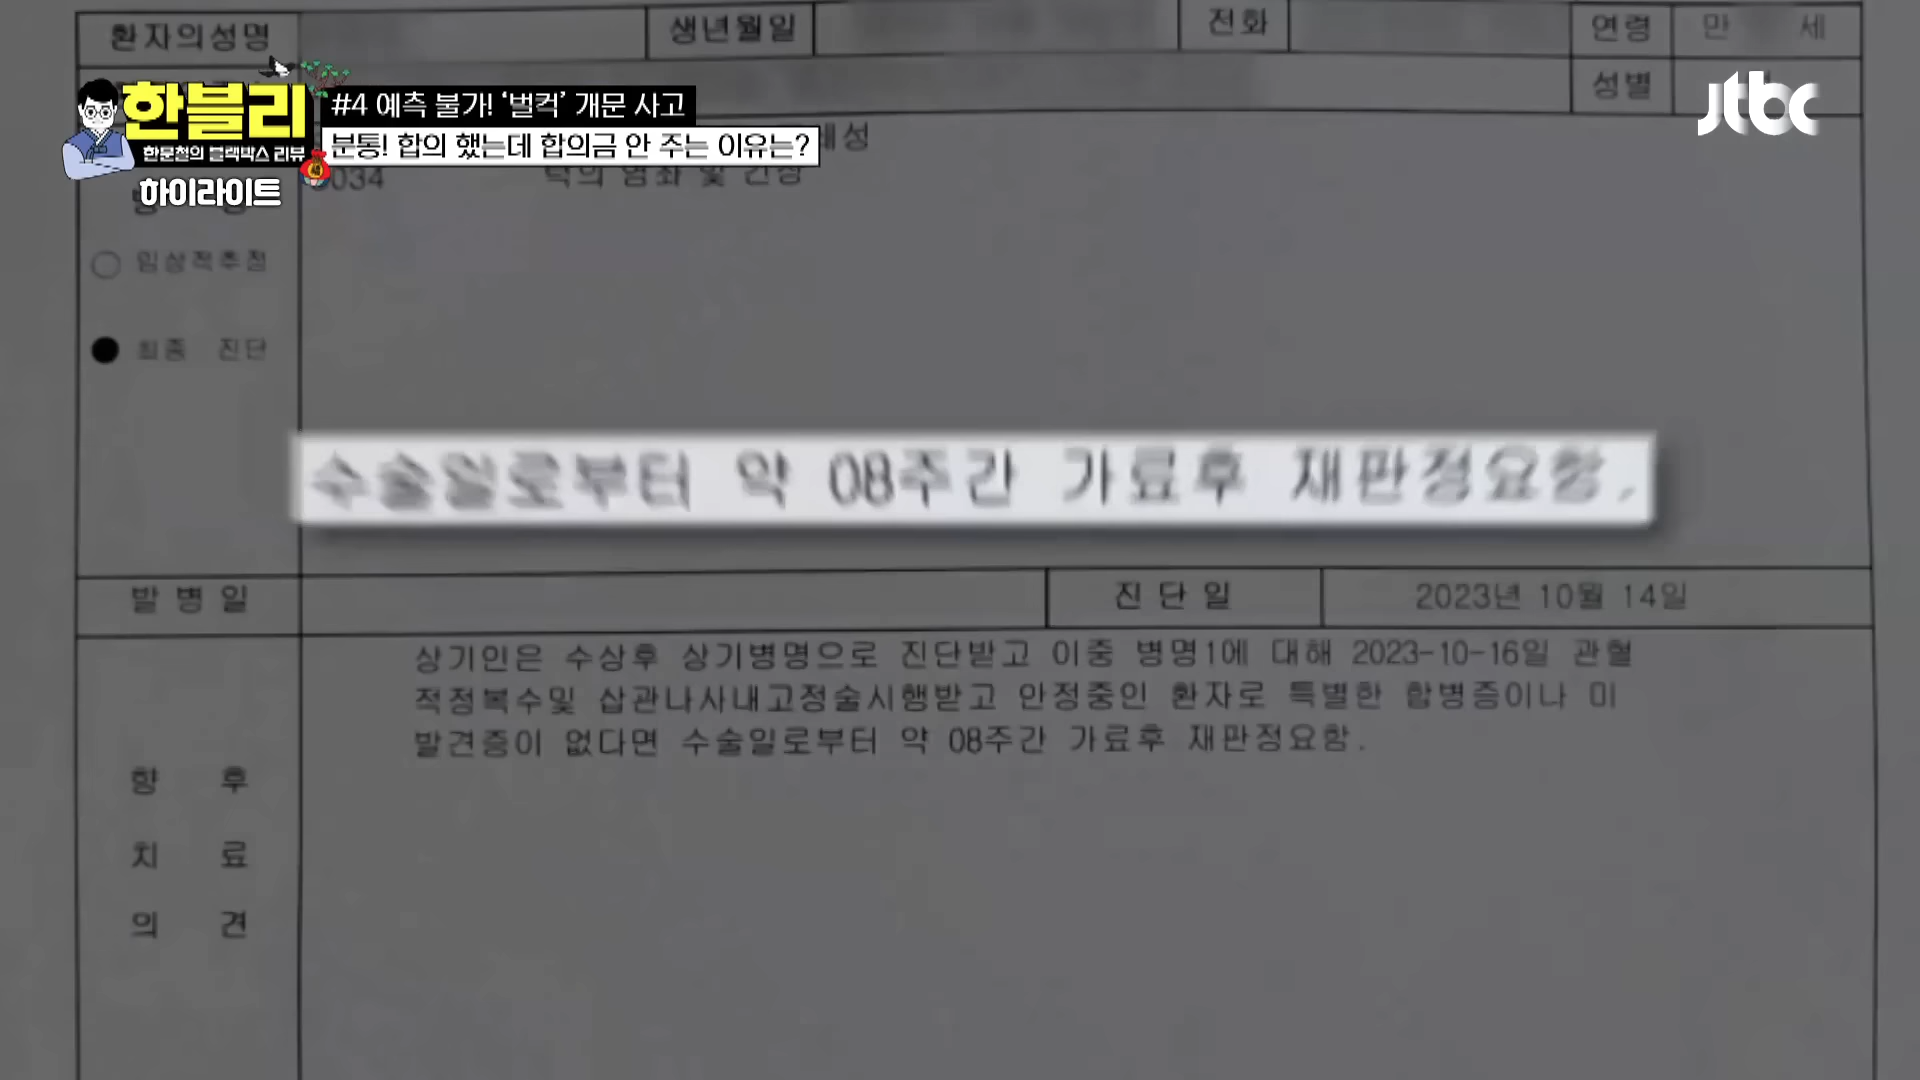 환자의성명 생년월일 전화 연령 만 세
성별
jtbc
한블리
한문철의 블랙박스 리뷰
하이라이트
#4 예측 불가! ‘벌컥’ 개문 사고
분통! 합의 했는데 합의금 안 주는 이유는?
034 턱의 염좌 및 긴장
임상적추정
최종 진단
수술일로부터 약 08주간 가료후 재판정요함.
발병일 진단일 2023년 10월 14일
상기인은 수상후 상기병명으로 진단받고 이중 병명1에 대해 2023-10-16일 관혈
적정복수및 삽관나사내고정술시행받고 안정중인 환자로 특별한 합병증이나 미
발견증이 없다면 수술일로부터 약 08주간 가료후 재판정요함.
향후
치료
의견